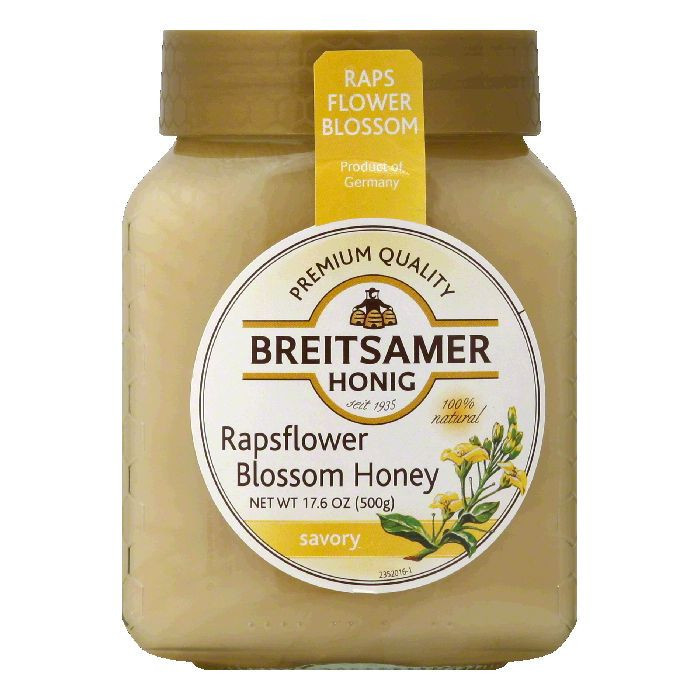 RAPS
FLOWER
BLOSSOM
Product of
Germany
PREMIUM QUALITY
BREITSAMER
HONIG
seit 1935
100%
natural
Rapsflower
Blossom Honey
NET WT 17.6 OZ (500g)
savory
2352016-1